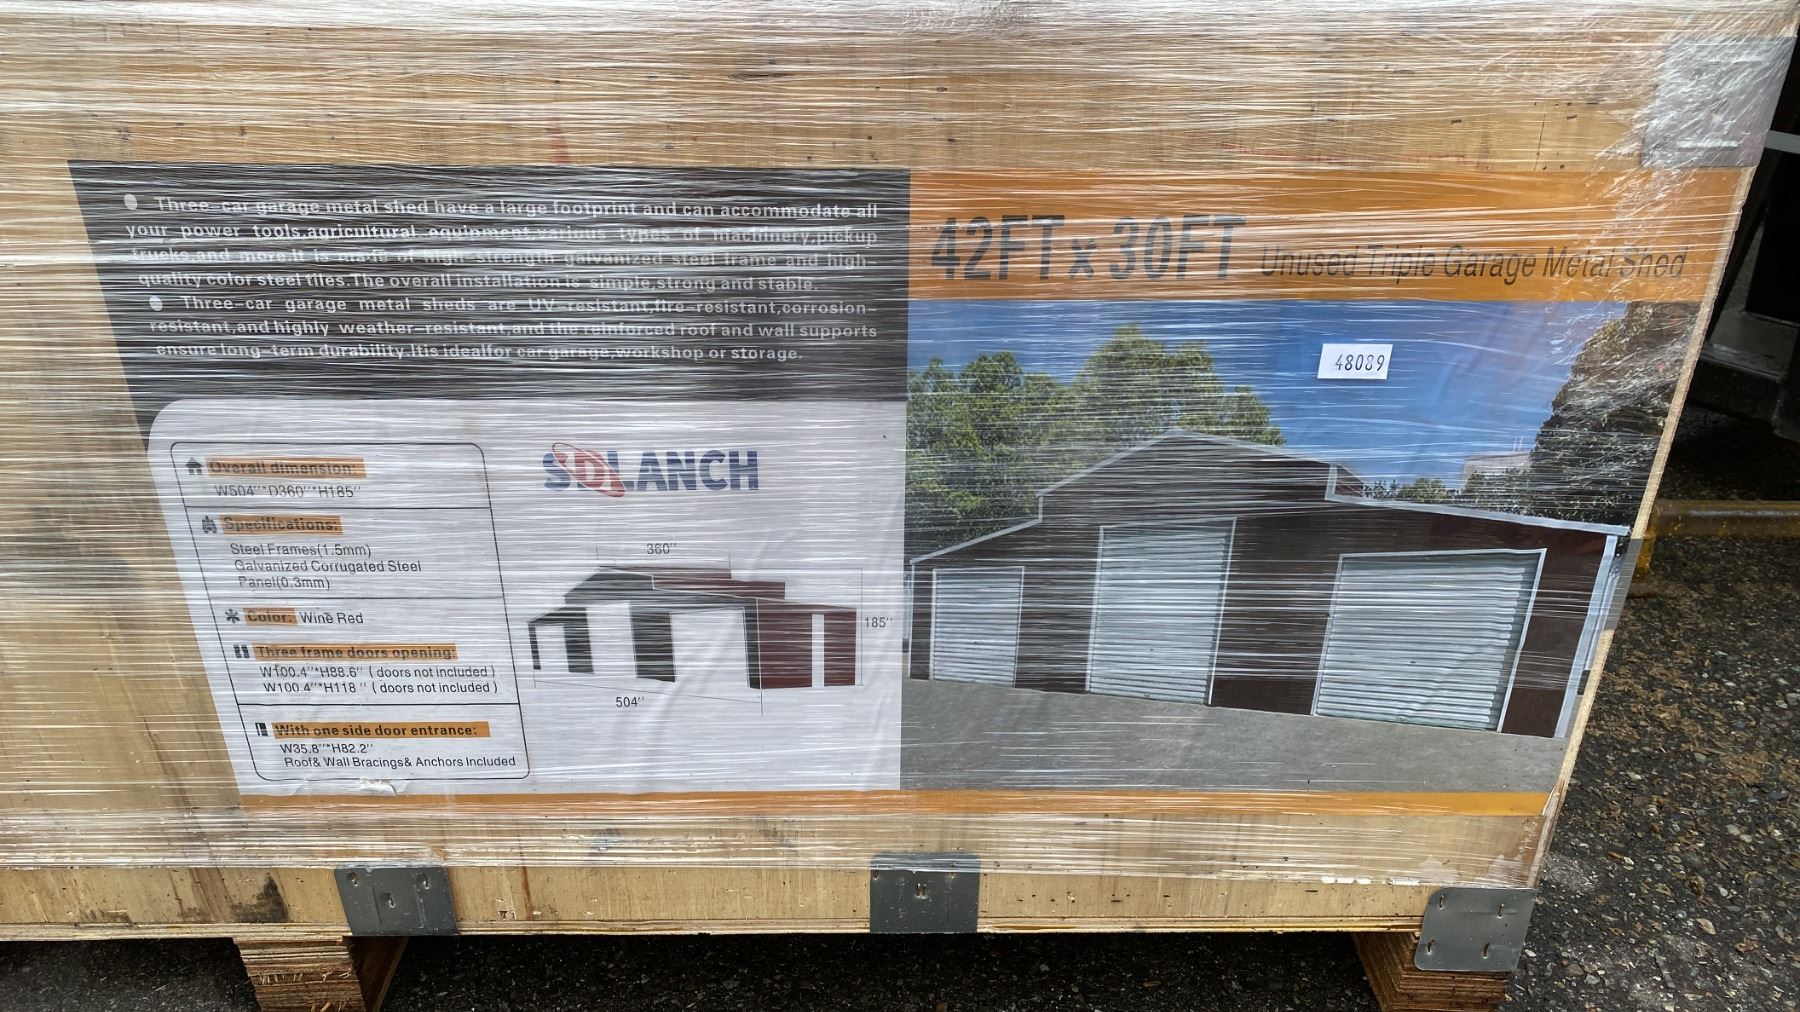 ● Three-car garage metal shed have a large footprint and can accommodate all
your power tools,agricultural equipment,various types of machinery,pickup
trucks,and more.It is made of high-strength galvanized steel frame and high-
quality color steel tiles.The overall installation is simple,strong and stable.
● Three-car garage metal sheds are UV-resistant,fire-resistant,corrosion-
resistant,and highly weather-resistant,and the reinforced roof and wall supports
ensure long-term durability.Itis idealfor car garage,workshop or storage.
42FT x 30FT Unused Triple Garage Metal Shed
48089
Overall dimension:
W504''*D360''*H185''
Specifications:
Steel Frames(1.5mm)
Galvanized Corrugated Steel
Panel(0.3mm)
Color: Wine Red
Three frame doors opening:
W100.4''*H88.6'' ( doors not included )
W100.4''*H118 '' ( doors not included )
With one side door entrance:
W35.8''*H82.2''
Roof& Wall Bracings& Anchors Included
SDLANCH
360''
185''
504''